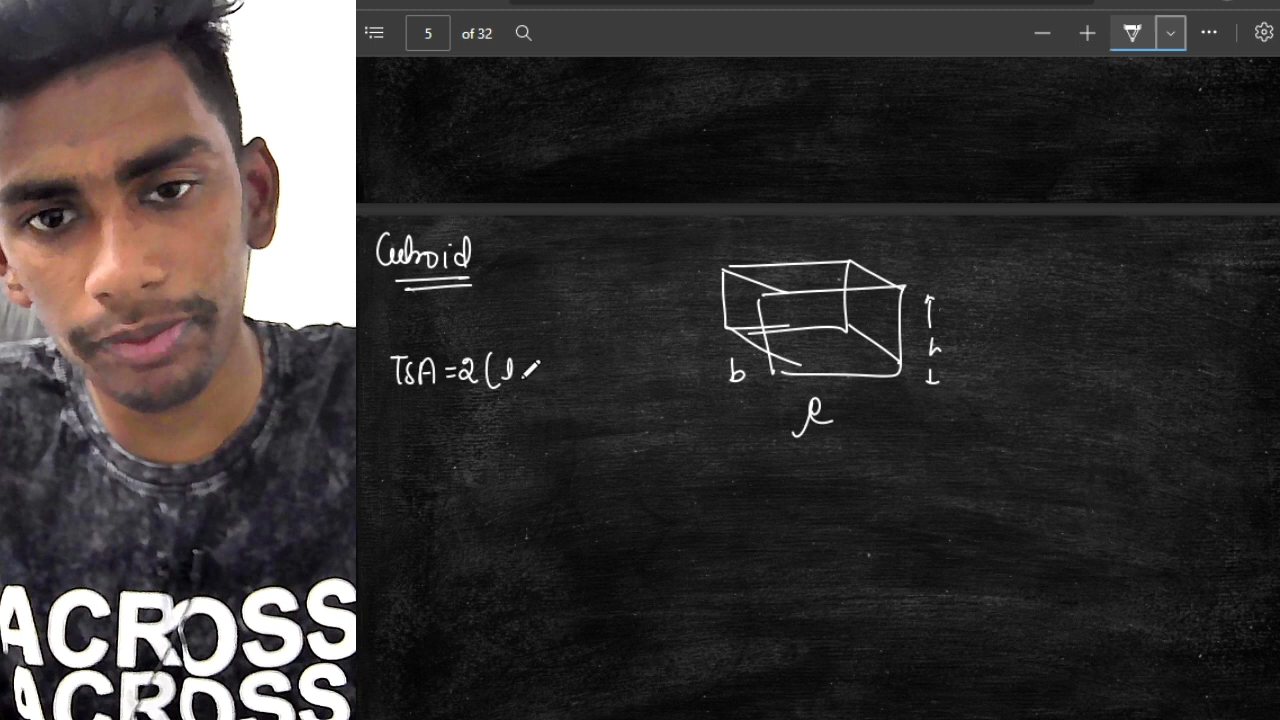 5 of 32
Cuboid
TSA = 2 (l
b
h
l
ACROSS
ACROSS